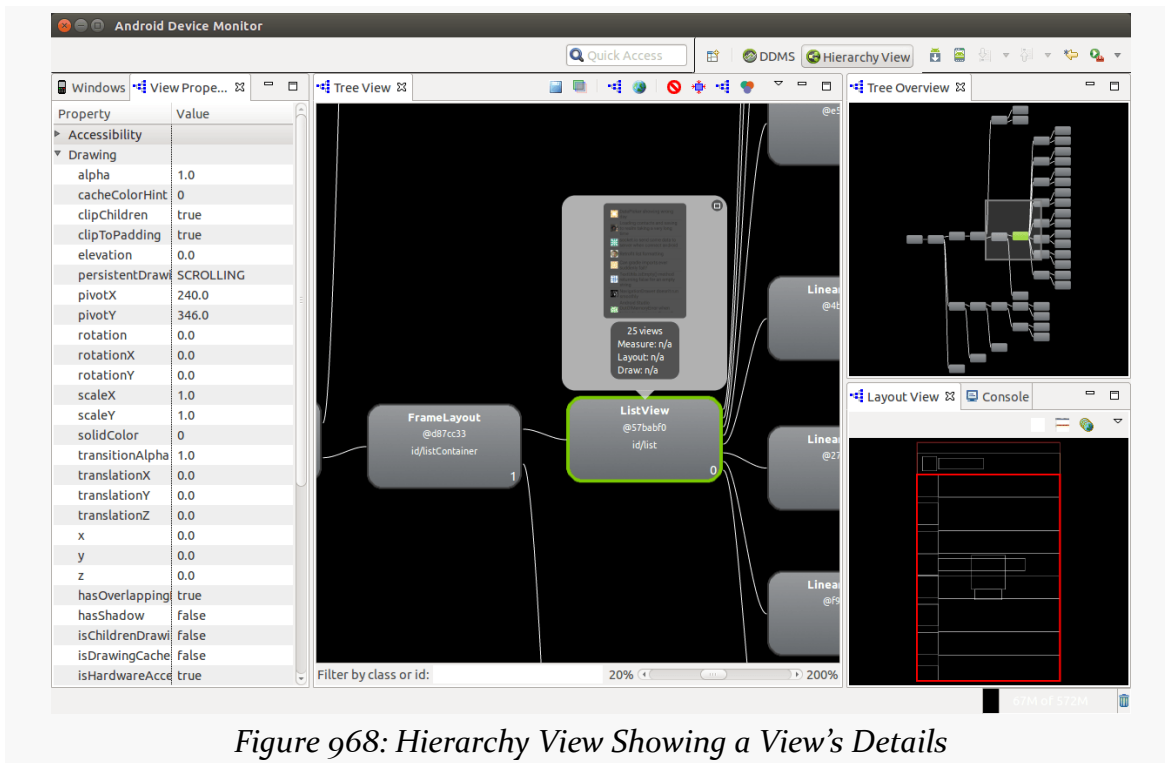 Android Device Monitor
Quick Access
DDMS
Hierarchy View
Windows
View Prope...
Property Value
Accessibility
Drawing
alpha 1.0
cacheColorHint 0
clipChildren true
clipToPadding true
elevation 0.0
persistentDrawi SCROLLING
pivotX 240.0
pivotY 346.0
rotation 0.0
rotationX 0.0
rotationY 0.0
scaleX 1.0
scaleY 1.0
solidColor 0
transitionAlpha 1.0
translationX 0.0
translationY 0.0
translationZ 0.0
x 0.0
y 0.0
z 0.0
hasOverlapping true
hasShadow false
isChildrenDrawi false
isDrawingCache false
isHardwareAcce true
Tree View
@e5
25 views
Measure: n/a
Layout: n/a
Draw: n/a
FrameLayout
@d87cc33
id/listContainer
1
ListView
@57babf0
id/list
0
Linear
@4b
Linea
@27
Linea
@f9
Filter by class or id:
20%
200%
Tree Overview
Layout View
Console
67M of 572M
Figure 968: Hierarchy View Showing a View's Details